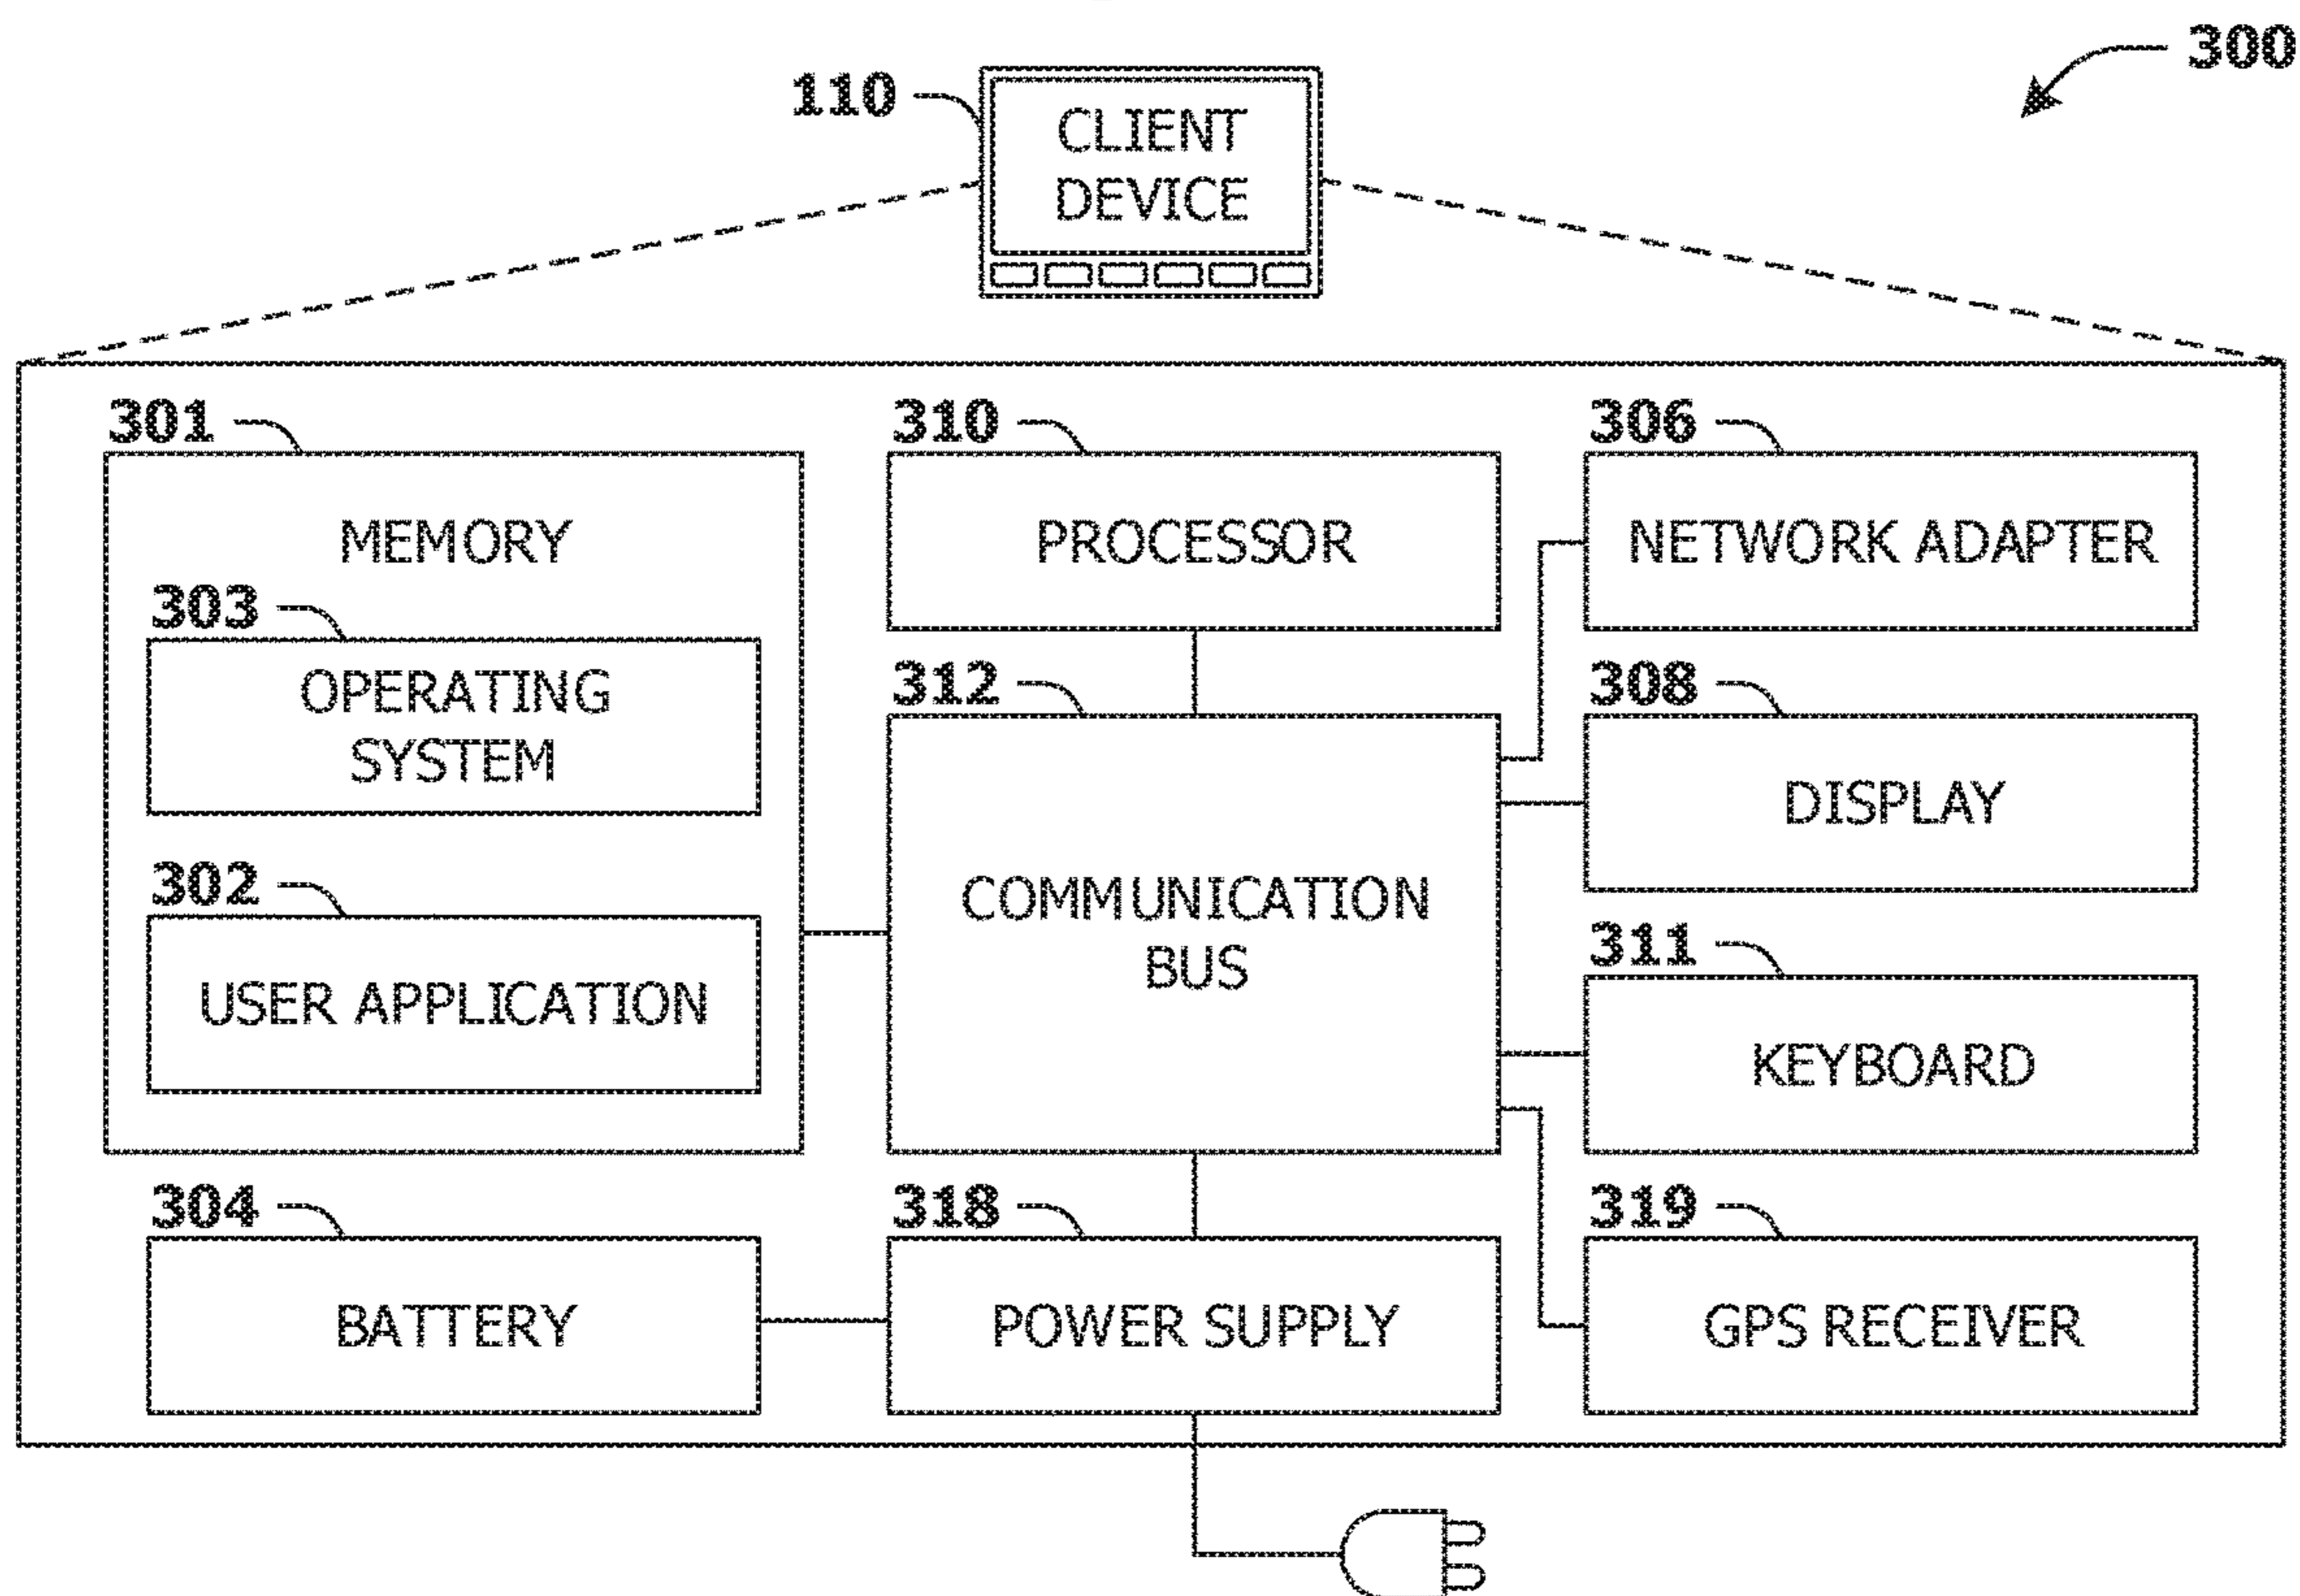 300
110
CLIENT
DEVICE
301
MEMORY
303
OPERATING
SYSTEM
302
USER APPLICATION
304
BATTERY
310
PROCESSOR
312
COMMUNICATION
BUS
318
POWER SUPPLY
306
NETWORK ADAPTER
308
DISPLAY
311
KEYBOARD
319
GPS RECEIVER